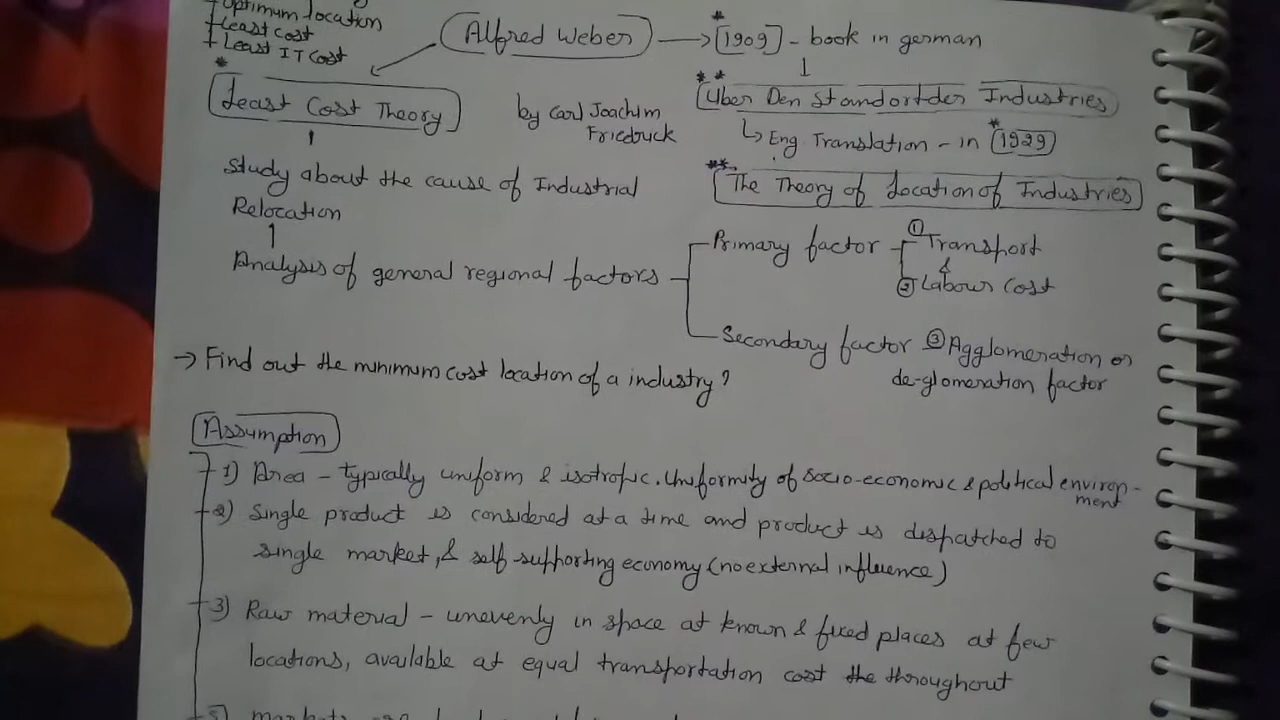 Optimum location
Least cost
Least IT Cost
Alfred Weber
[1909] - book in german
Least Cost Theory
by Carl Joachim
Friedrick
Uber Den Standortder Industries
Eng Translation - in 1929
The Theory of Location of Industries
Study about the cause of Industrial
Relocation
Analysis of general regional factors
Primary factor
① Transport
&
② Labour cost
Secondary factor ③ Agglomeration or
de-glomeration factor
→ Find out the minimum cost location of a industry?
Assumption
1) Area - typically uniform & isotrofic. Uniformity of socio-economic & political environ-
ment
2) Single product is considered at a time and product is dispatched to
single market, & self-supporting economy (no external influence)
3) Raw material - unevenly in space at known & fixed places at few
locations, available at equal transportation cost the throughout